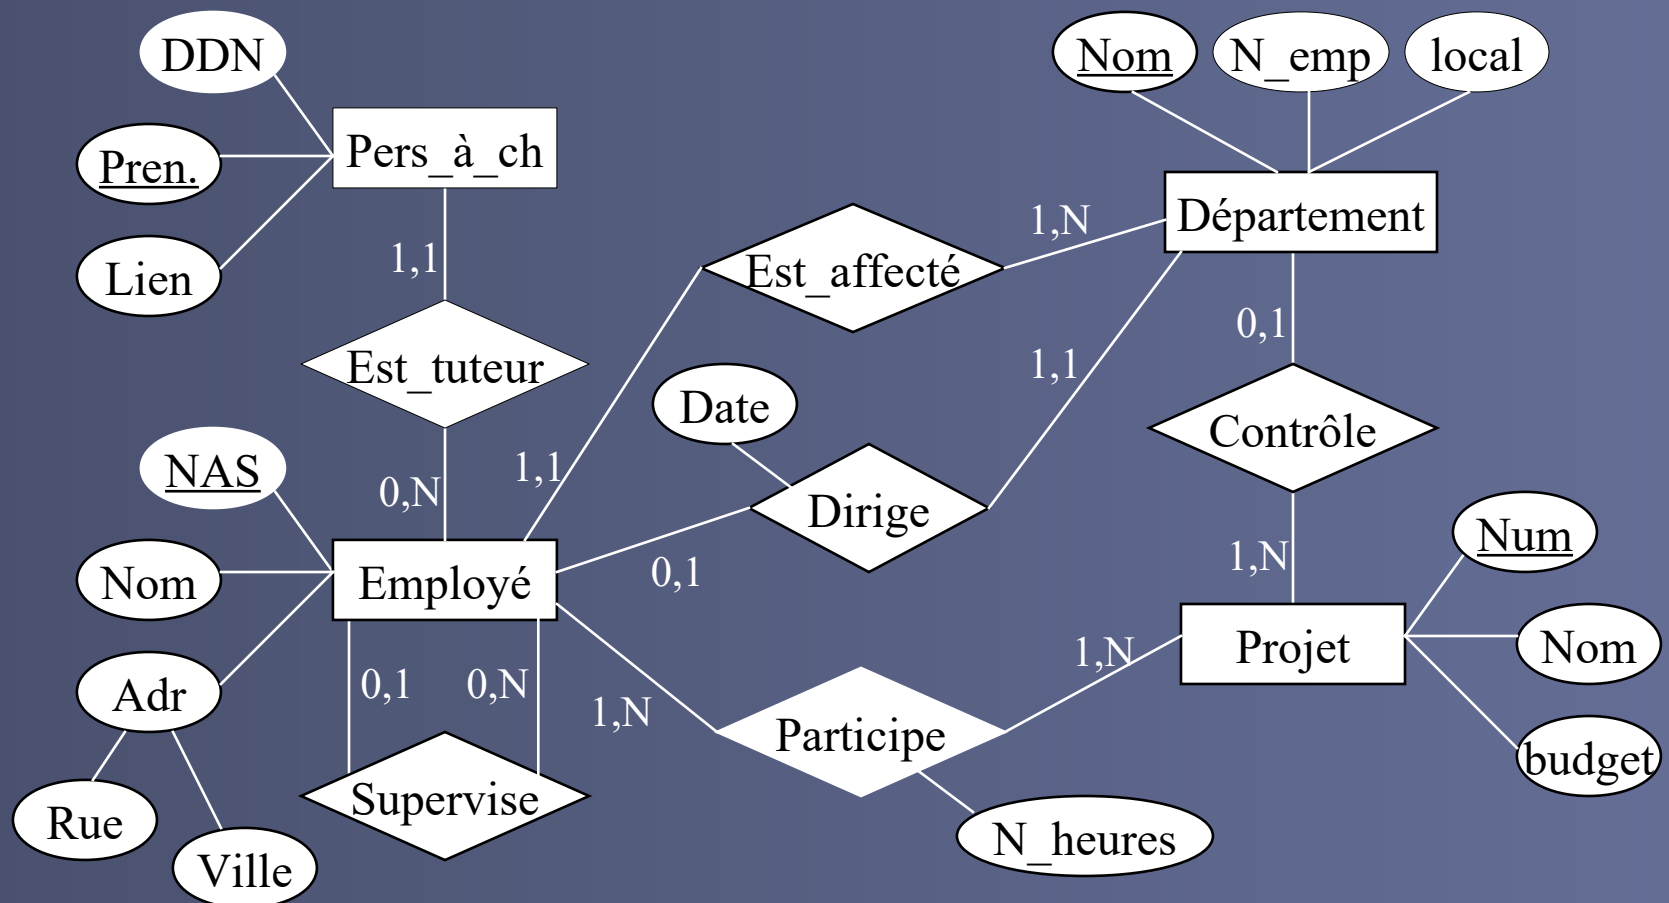 DDN
Nom
N_emp
local
Pren.
Pers_à_ch
Lien
1,1
1,N
Département
Est_affecté
0,1
1,1
Est_tuteur
Date
Contrôle
NAS
0,N
1,1
Dirige
Num
1,N
Nom
Employé
0,1
Projet
Nom
1,N
Adr
0,1
0,N
1,N
Participe
budget
Supervise
Rue
N_heures
Ville